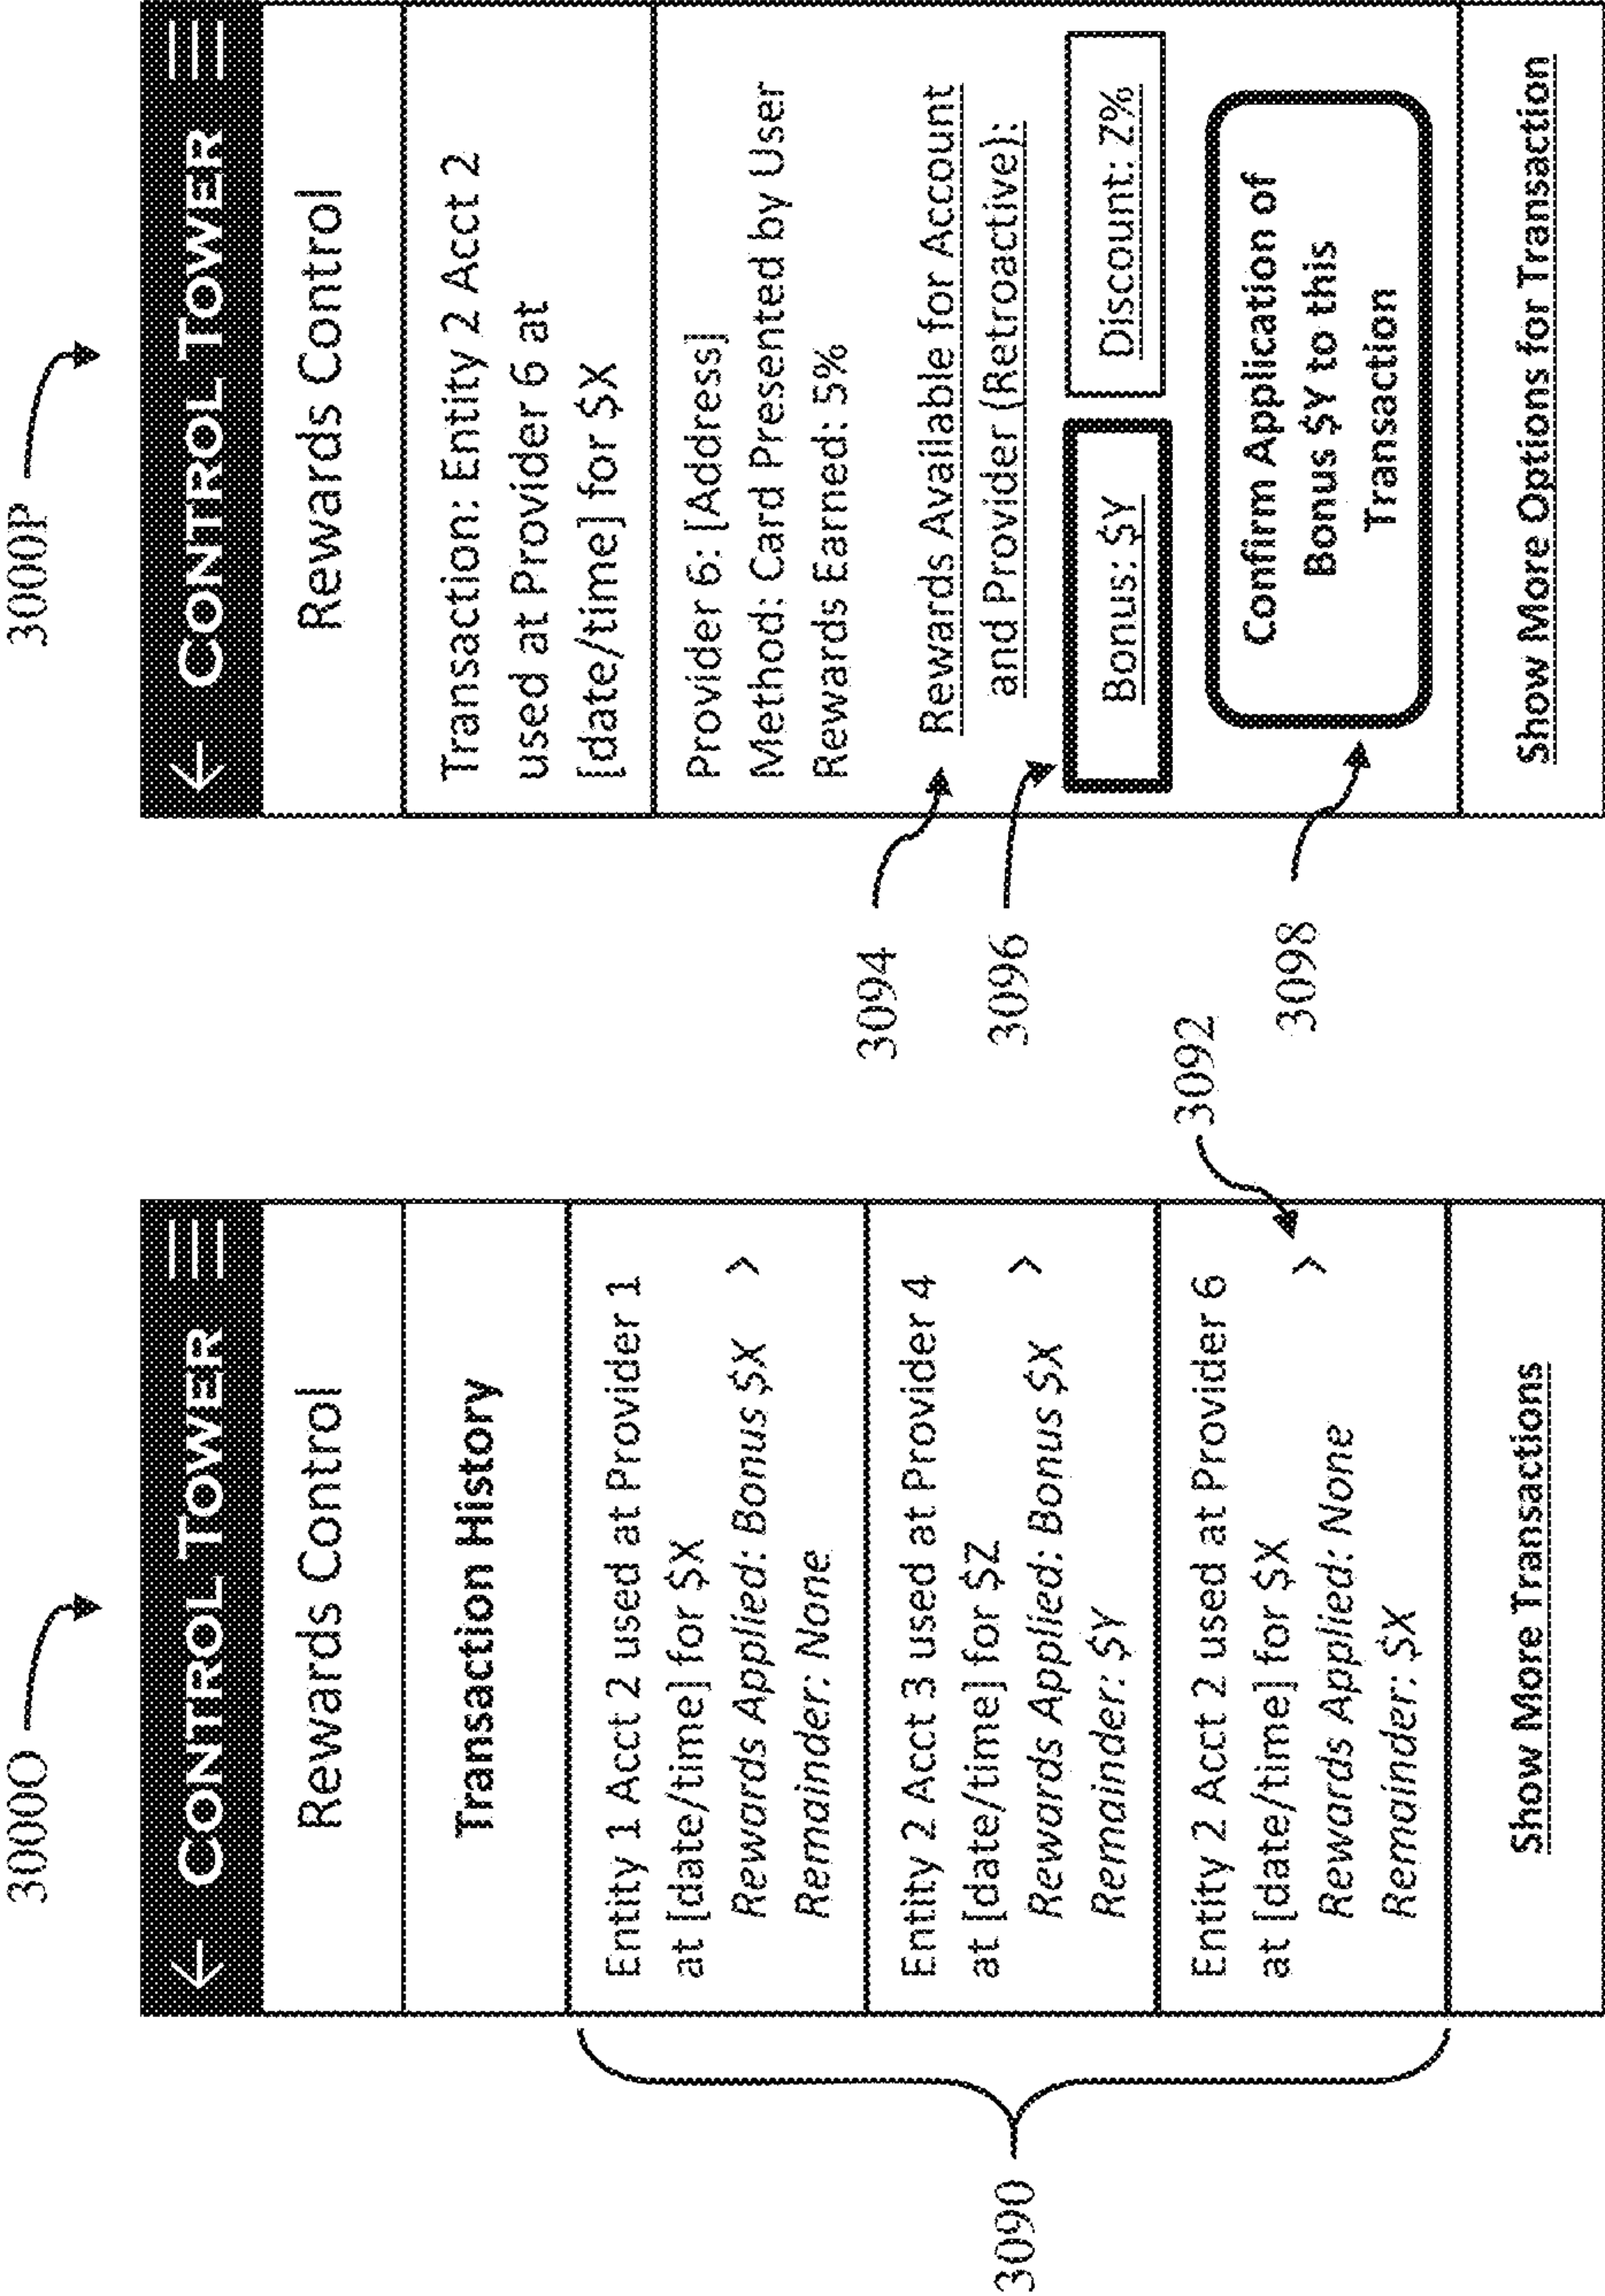 3000O
← CONTROL TOWER
Rewards Control
Transaction History
Entity 1 Acct 2 used at Provider 1
at [date/time] for $X
Rewards Applied: Bonus $X >
Remainder: None
Entity 2 Acct 3 used at Provider 4
at [date/time] for $Z
Rewards Applied: Bonus $X >
Remainder: $Y
Entity 2 Acct 2 used at Provider 6
at [date/time] for $X
Rewards Applied: None >
Remainder: $X
Show More Transactions
3090
3092
3000P
← CONTROL TOWER
Rewards Control
Transaction: Entity 2 Acct 2
used at Provider 6 at
[date/time] for $X
Provider 6: [Address]
Method: Card Presented by User
Rewards Earned: 5%
Rewards Available for Account
and Provider (Retroactive):
Bonus: $Y
Discount: Z%
Confirm Application of
Bonus $Y to this
Transaction
Show More Options for Transaction
3094
3096
3098